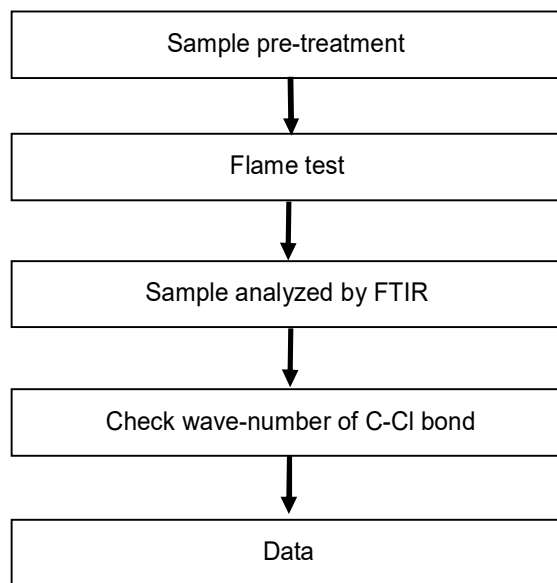 Sample pre-treatment
Flame test
Sample analyzed by FTIR
Check wave-number of C-Cl bond
Data